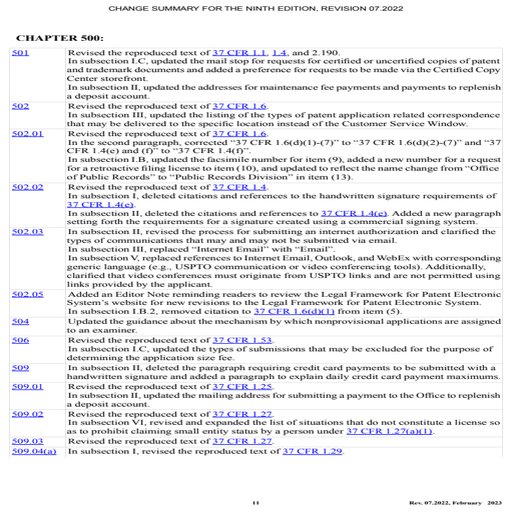 CHANGE SUMMARY FOR THE NINTH EDITION, REVISION 07.2022
CHAPTER 500:
501 Revised the reproduced text of 37 CFR 1.1, 1.4, and 2.190.
In subsection I.C, updated the mail stop for requests for certified or uncertified copies of patent
and trademark documents and added a preference for requests to be made via the Certified Copy
Center storefront.
In subsection II, updated the addresses for maintenance fee payments and payments to replenish
a deposit account.
502 Revised the reproduced text of 37 CFR 1.6.
In subsection III, updated the listing of the types of patent application related correspondence
that may be delivered to the specific location instead of the Customer Service Window.
502.01 Revised the reproduced text of 37 CFR 1.6.
In the second paragraph, corrected “37 CFR 1.6(d)(1)-(7)” to “37 CFR 1.6(d)(2)-(7)” and “37
CFR 1.4(e) and (f)” to “37 CFR 1.4(f)”.
In subsection I.B, updated the facsimile number for item (9), added a new number for a request
for a retroactive filing license to item (10), and updated to reflect the name change from “Office
of Public Records” to “Public Records Division” in item (13).
502.02 Revised the reproduced text of 37 CFR 1.4.
In subsection I, deleted citations and references to the handwritten signature requirements of
37 CFR 1.4(e).
In subsection II, deleted the citations and references to 37 CFR 1.4(e). Added a new paragraph
setting forth the requirements for a signature created using a commercial signing system.
502.03 In subsection II, revised the process for submitting an internet authorization and clarified the
types of communications that may and may not be submitted via email.
In subsection III, replaced “Internet Email” with “Email”.
In subsection V, replaced references to Internet Email, Outlook, and WebEx with corresponding
generic language (e.g., USPTO communication or video conferencing tools). Additionally,
clarified that video conferences must originate from USPTO links and are not permitted using
links provided by the applicant.
502.05 Added an Editor Note reminding readers to review the Legal Framework for Patent Electronic
System’s website for new revisions to the Legal Framework for Patent Electronic System.
In subsection I.B.2, removed citation to 37 CFR 1.6(d)(1) from item (5).
504 Updated the guidance about the mechanism by which nonprovisional applications are assigned
to an examiner.
506 Revised the reproduced text of 37 CFR 1.53.
In subsection I.C, updated the types of submissions that may be excluded for the purpose of
determining the application size fee.
509 In subsection II, deleted the paragraph requiring credit card payments to be submitted with a
handwritten signature and added a paragraph to explain daily credit card payment maximums.
509.01 Revised the reproduced text of 37 CFR 1.25.
In subsection II, updated the mailing address for submitting a payment to the Office to replenish
a deposit account.
509.02 Revised the reproduced text of 37 CFR 1.27.
In subsection VI, revised and expanded the list of situations that do not constitute a license so
as to prohibit claiming small entity status by a person under 37 CFR 1.27(a)(1).
509.03 Revised the reproduced text of 37 CFR 1.27.
509.04(a) In subsection I, revised the reproduced text of 37 CFR 1.29.
11 Rev. 07.2022, February 2023